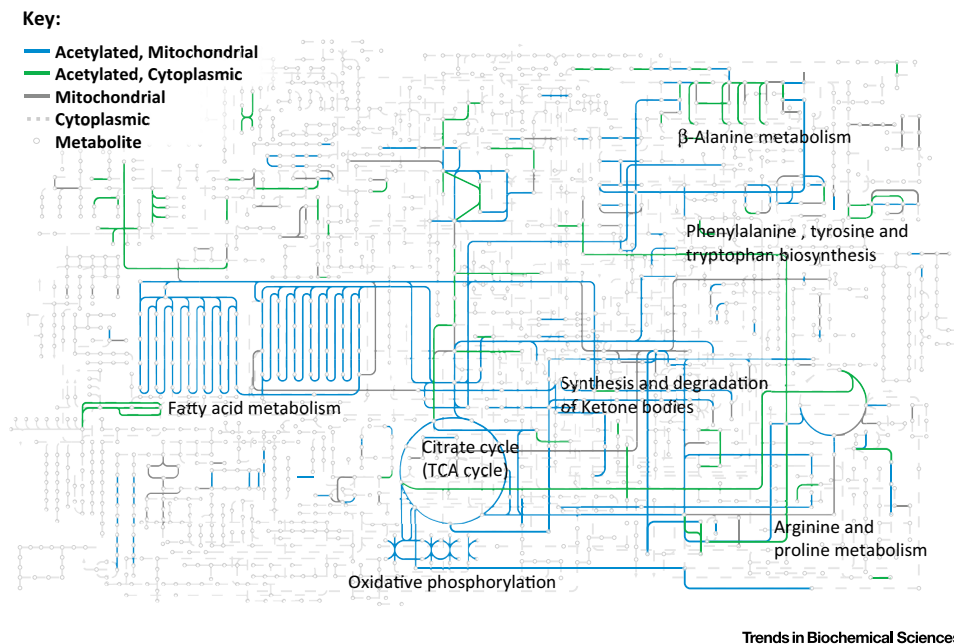 Key:
Acetylated, Mitochondrial
Acetylated, Cytoplasmic
Mitochondrial
Cytoplasmic
Metabolite
β-Alanine metabolism
Phenylalanine , tyrosine and
tryptophan biosynthesis
Synthesis and degradation
of Ketone bodies
Fatty acid metabolism
Citrate cycle
(TCA cycle)
Arginine and
proline metabolism
Oxidative phosphorylation
Trends in Biochemical Sciences